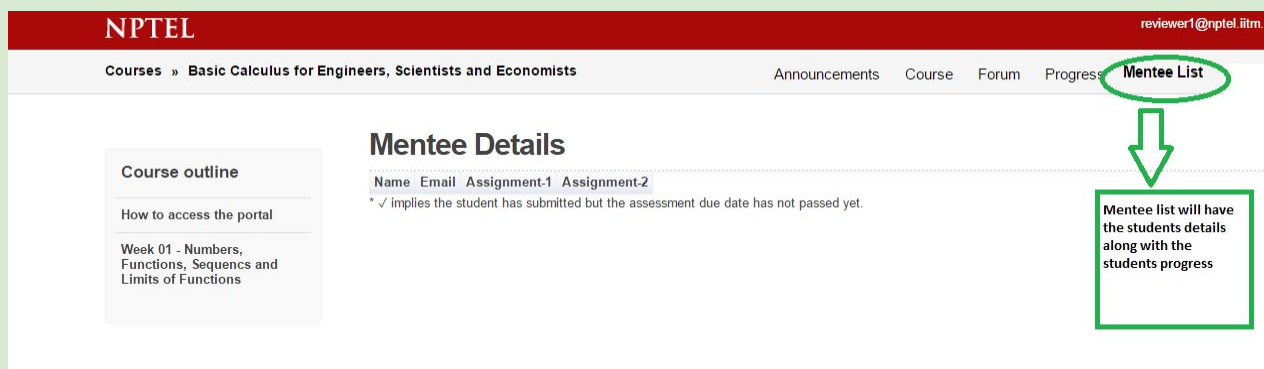 NPTEL
reviewer1@nptel.iitm.
Courses » Basic Calculus for Engineers, Scientists and Economists
Announcements Course Forum Progress Mentee List
Mentee Details
Name Email Assignment-1 Assignment-2
* ✓ implies the student has submitted but the assessment due date has not passed yet.
Course outline
How to access the portal
Week 01 - Numbers,
Functions, Sequencs and
Limits of Functions
Mentee list will have
the students details
along with the
students progress